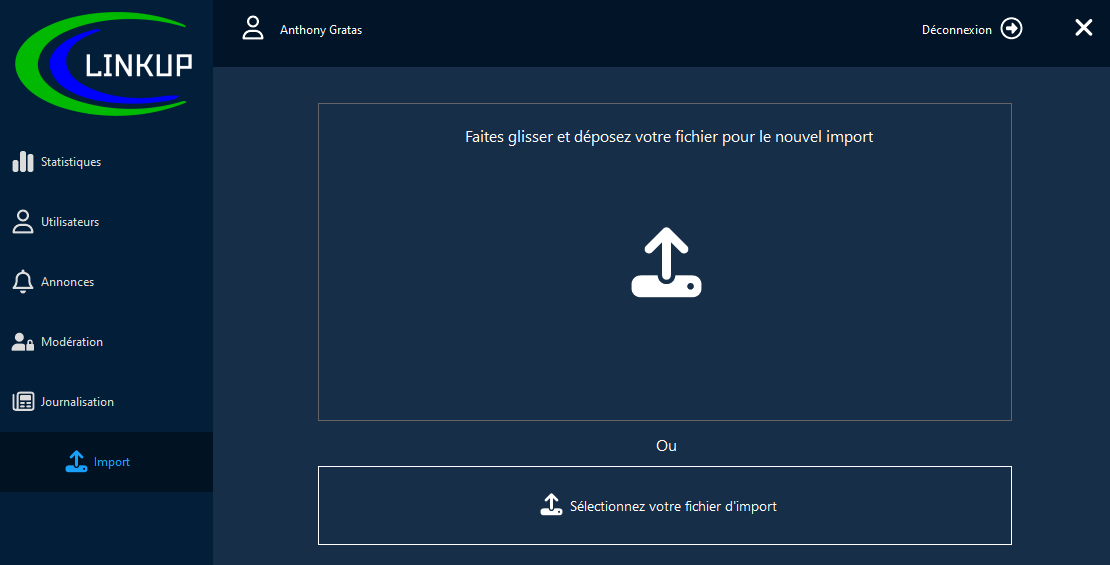 LINKUP
Anthony Gratas
Déconnexion
Statistiques
Utilisateurs
Annonces
Modération
Journalisation
Import
Faites glisser et déposez votre fichier pour le nouvel import
Ou
Sélectionnez votre fichier d'import